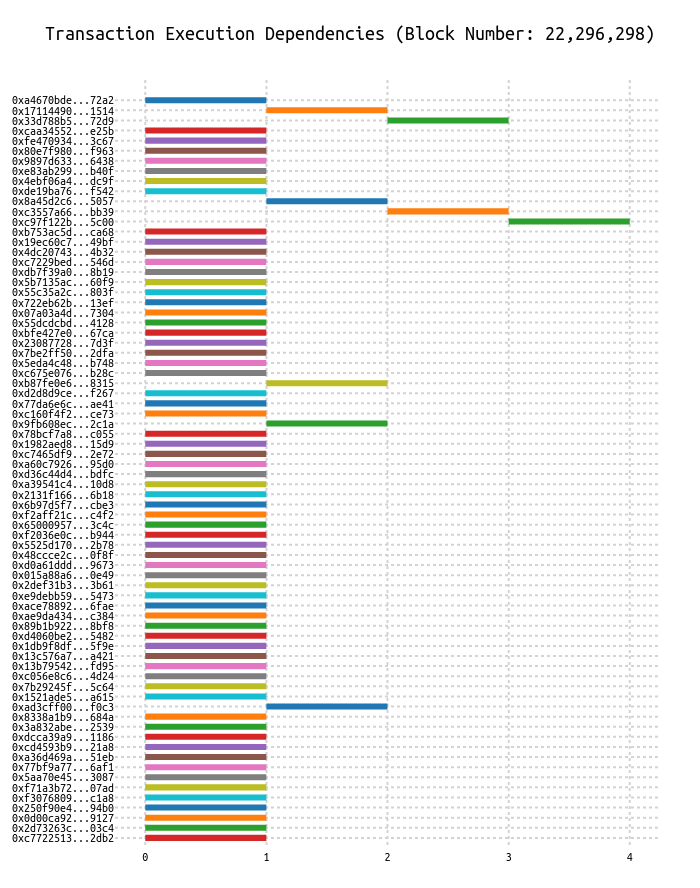 Transaction Execution Dependencies (Block Number: 22,296,298)
0xa4670bde...72a2
0x17114490...1514
0x33d788b5...72d9
0xcaa34552...e25b
0xfe470934...3c67
0x80e7f980...f963
0x9897d633...6438
0xe83ab299...b40f
0x4ebf06a4...dc9f
0xde19ba76...f542
0x8a45d2c6...5057
0xc3557a66...bb39
0xc97f122b...5c00
0xb753ac5d...ca68
0x19ec60c7...49bf
0x4dc20743...4b32
0xc7229bed...546d
0xdb7f39a0...8b19
0x5b7135ac...60f9
0x55c35a2c...803f
0x722eb62b...13ef
0x07a03a4d...7304
0x55dcdcbd...4128
0xbfe427e0...67ca
0x23087728...7d3f
0x7be2ff50...2dfa
0x5eda4c48...b748
0xc675e076...b28c
0xb87fe0e6...8315
0xd2d8d9ce...f267
0x77da6e6c...ae41
0xc160f4f2...ce73
0x9fb608ec...2c1a
0x78bcf7a8...c055
0x1982aed8...15d9
0xc7465df9...2e72
0xa60c7926...95d0
0xd36c44d4...bdfc
0xa39541c4...10d8
0x2131f166...6b18
0x6b97d5f7...cbe3
0xf2aff21c...c4f2
0x65000957...3c4c
0xf2036e0c...b944
0x5525d170...2b78
0x48ccce2c...0f8f
0xd0a61ddd...9673
0x015a88a6...0e49
0x2def31b3...3b61
0xe9debb59...5473
0xace78892...6fae
0xae9da434...c384
0x89b1b922...8bf8
0xd4060be2...5482
0x1db9f8df...5f9e
0x13c576a7...a421
0x13b79542...fd95
0xc056e8c6...4d24
0x7b29245f...5c64
0x1521ade5...a615
0xad3cff00...f0c3
0x8338a1b9...684a
0x3a832abe...2539
0xdcca39a9...1186
0xcd4593b9...21a8
0xa36d469a...51eb
0x77bf9a77...6af1
0x5aa70e45...3087
0xf71a3b72...07ad
0xf3076809...c1a8
0x250f90e4...94b0
0x0d00ca92...9127
0x2d73263c...03c4
0xc7722513...2db2
0 1 2 3 4